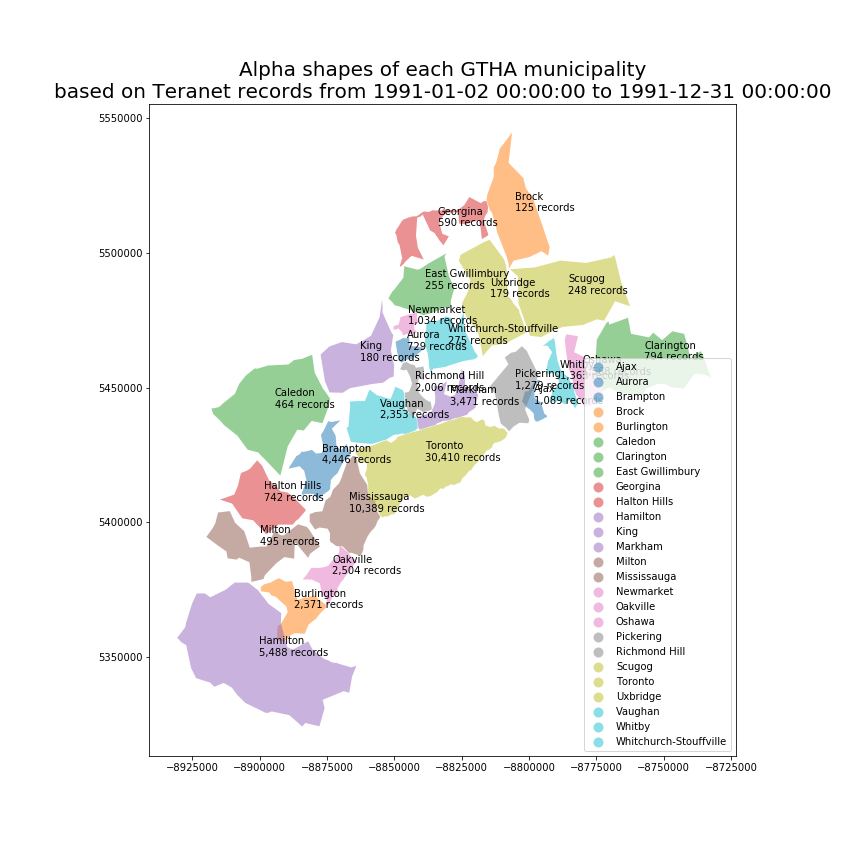 Alpha shapes of each GTHA municipality
based on Teranet records from 1991-01-02 00:00:00 to 1991-12-31 00:00:00
5550000
5500000
5450000
5400000
5350000
Brock
125 records
Georgina
590 records
East Gwillimbury
255 records
Uxbridge
179 records
Scugog
248 records
Newmarket
1,034 records
Aurora
729 records
Whitchurch-Stouffville
275 records
King
180 records
Clarington
794 records
Oshawa
Whitby
Richmond Hill
2,006 records
Markham
3,471 records
Pickering
1,279 records
Ajax
1,089 records
Caledon
464 records
Vaughan
2,353 records
Brampton
4,446 records
Toronto
30,410 records
Halton Hills
742 records
Mississauga
10,389 records
Milton
495 records
Oakville
2,504 records
Burlington
2,371 records
Hamilton
5,488 records
Ajax
Aurora
Brampton
Brock
Burlington
Caledon
Clarington
East Gwillimbury
Georgina
Halton Hills
Hamilton
King
Markham
Milton
Mississauga
Newmarket
Oakville
Oshawa
Pickering
Richmond Hill
Scugog
Toronto
Uxbridge
Vaughan
Whitby
Whitchurch-Stouffville
−8925000
−8900000
−8875000
−8850000
−8825000
−8800000
−8775000
−8750000
−8725000